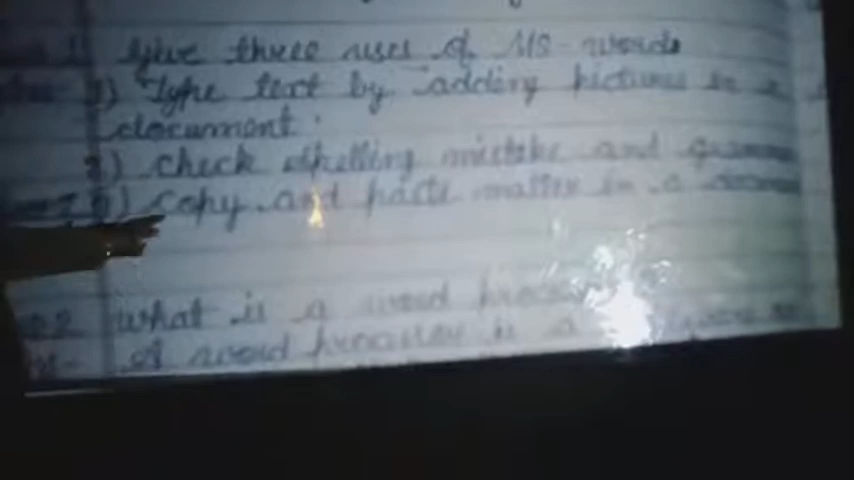 Give three uses of MS-words
1) Type text by adding pictures in a
document.
2) check spelling mistake and
3) copy and paste matter in a
what is a word
A word processor is a